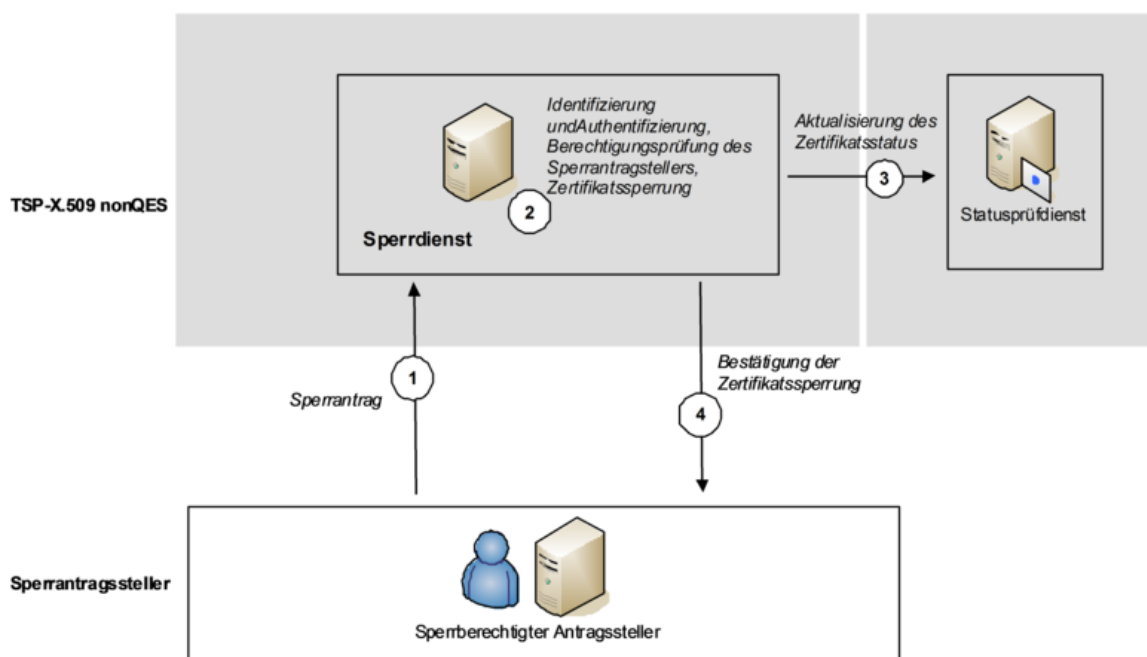 Identifizierung
undAuthentifizierung,
Berechtigungsprüfung des
Sperrantragstellers,
Zertifikatssperrung
2
Sperrdienst
Aktualisierung des
Zertifikatsstatus
3
Statusprüfdienst
TSP-X.509 nonQES
1
Sperrantrag
Bestätigung der
Zertifikatssperrung
4
Sperrantragssteller
Sperrberechtigter Antragssteller